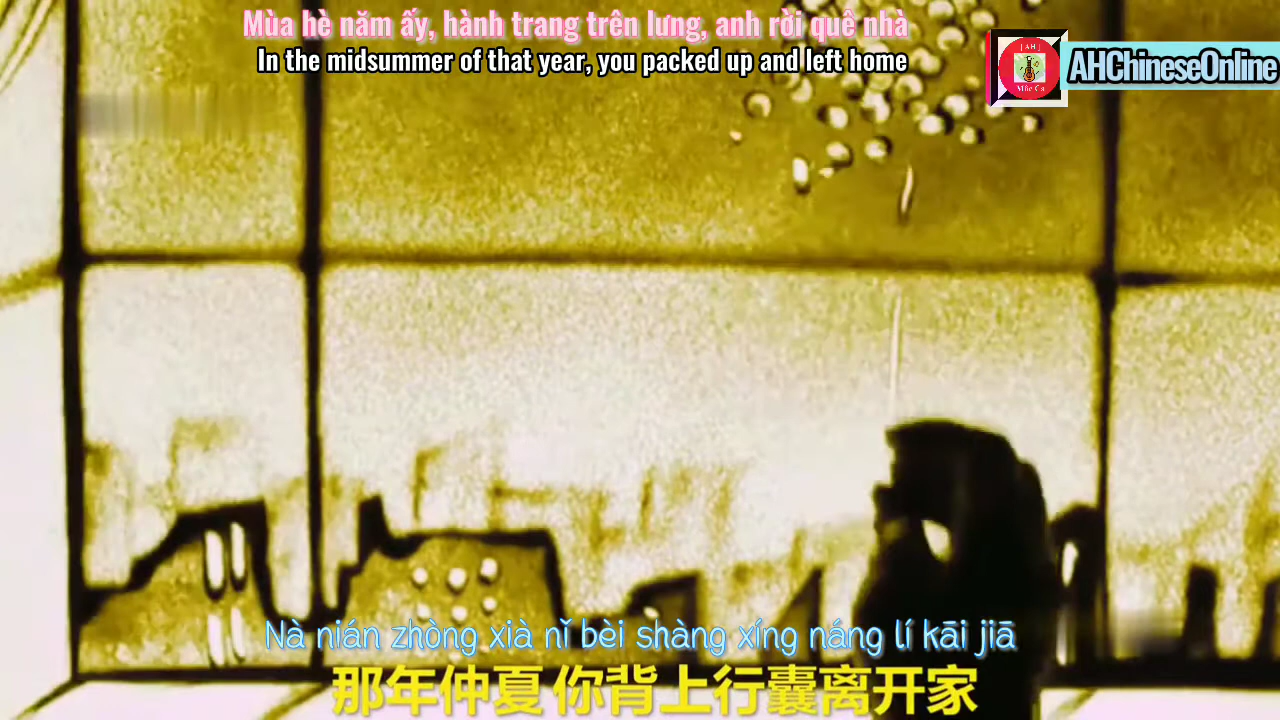 Mùa hè năm ấy, hành trang trên lưng, anh rời quê nhà
In the midsummer of that year, you packed up and left home
[AH]
AHChineseOnline
Nà nián zhòng xià nǐ bèi shàng xíng náng lí kāi jiā
那年仲夏你背上行囊离开家